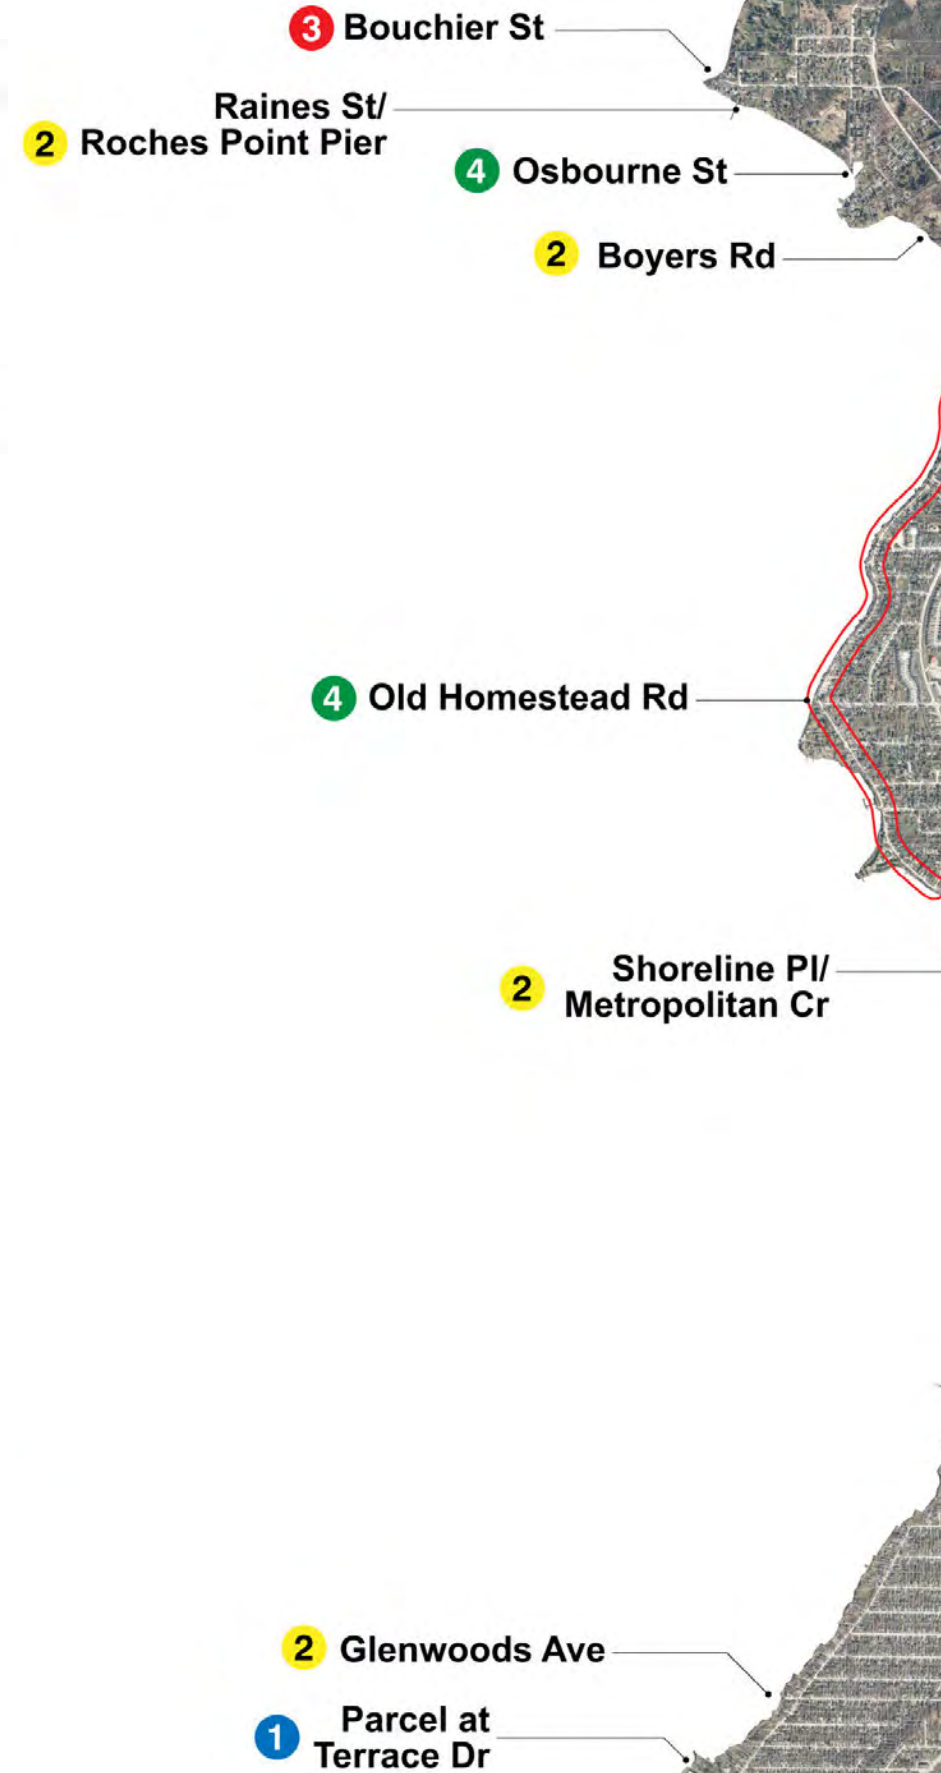 3 Bouchier St
Raines St/
2 Roches Point Pier
4 Osbourne St
2 Boyers Rd
4 Old Homestead Rd
Shoreline Pl/
2 Metropolitan Cr
2 Glenwoods Ave
Parcel at
1 Terrace Dr